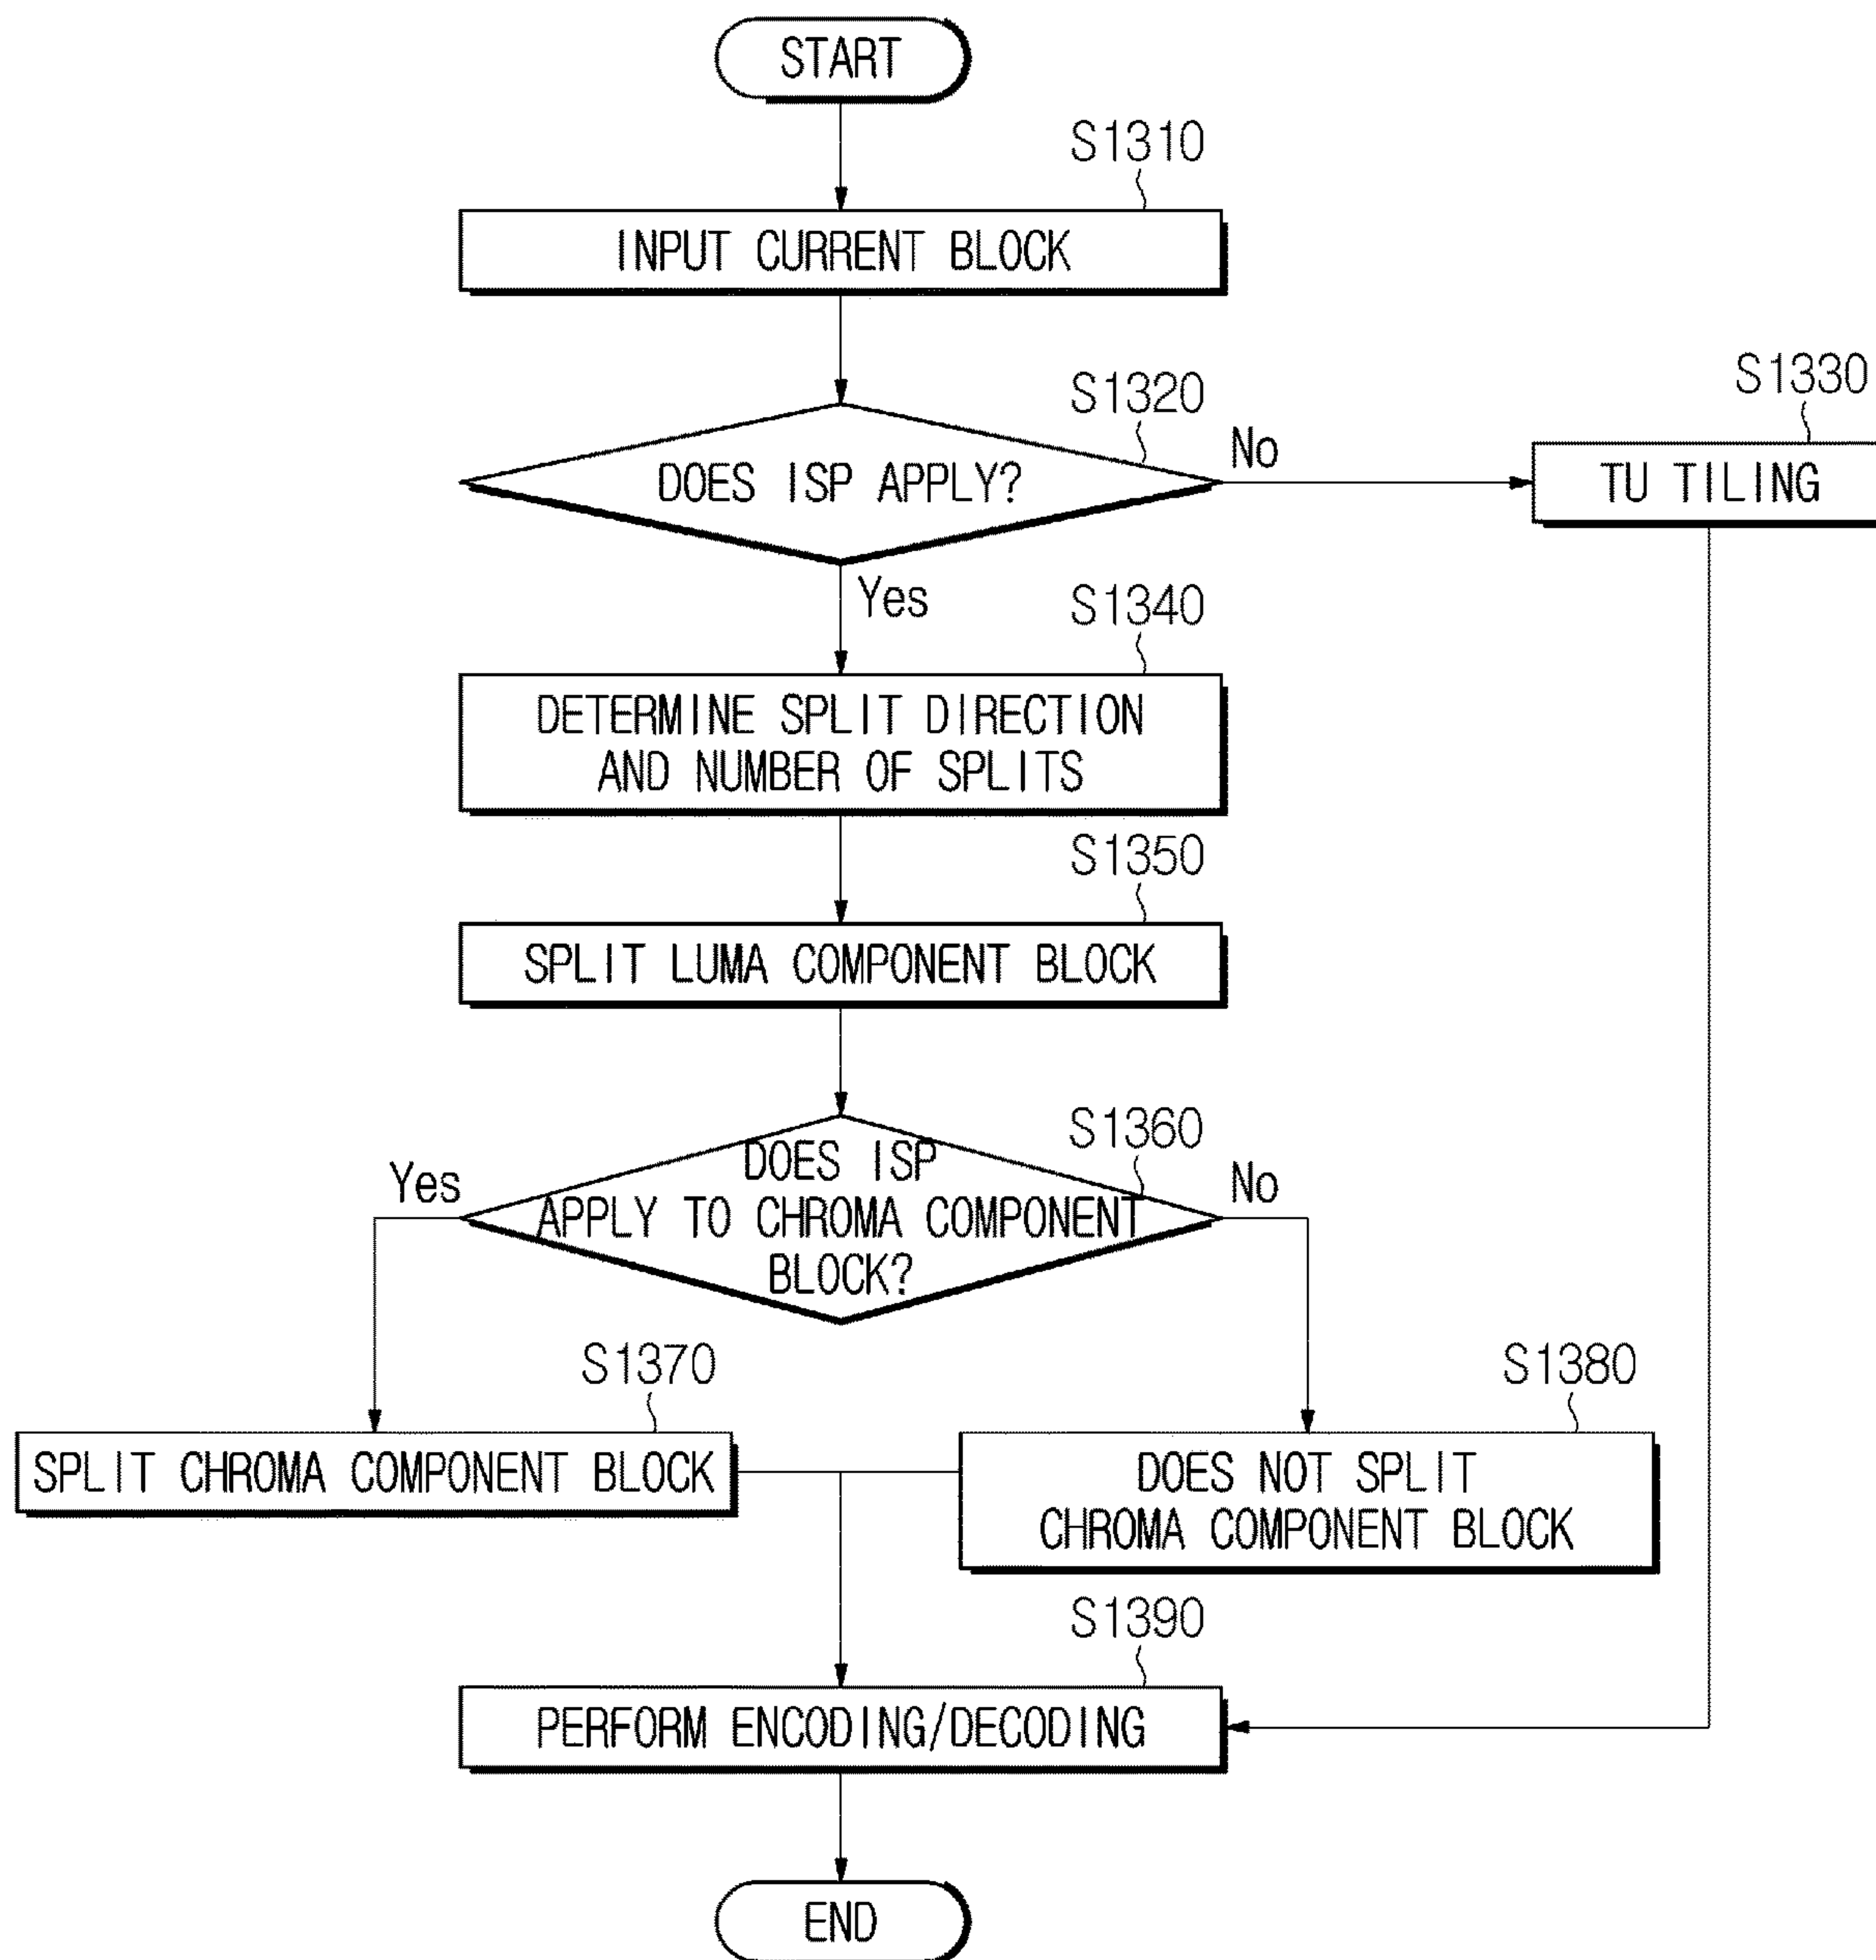 START
S1310
INPUT CURRENT BLOCK
S1320
DOES ISP APPLY?
No
S1330
TU TILING
Yes
S1340
DETERMINE SPLIT DIRECTION
AND NUMBER OF SPLITS
S1350
SPLIT LUMA COMPONENT BLOCK
S1360
DOES ISP
APPLY TO CHROMA COMPONENT
BLOCK?
Yes
No
S1370
SPLIT CHROMA COMPONENT BLOCK
S1380
DOES NOT SPLIT
CHROMA COMPONENT BLOCK
S1390
PERFORM ENCODING/DECODING
END